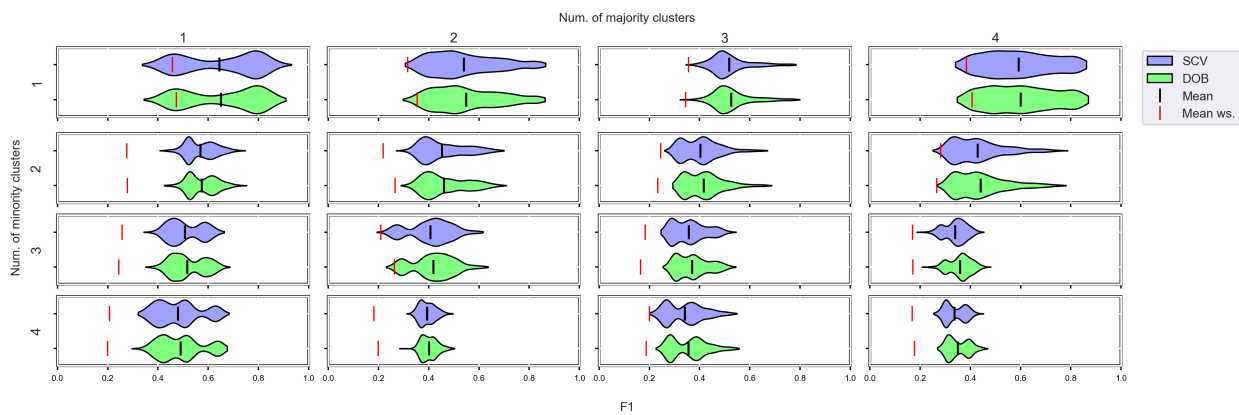 Num. of majority clusters
1 2 3 4
Num. of minority clusters
1
2
3
4
SCV
DOB
Mean
Mean ws.
0.0 0.2 0.4 0.6 0.8 1.0 0.0 0.2 0.4 0.6 0.8 1.0 0.0 0.2 0.4 0.6 0.8 1.0 0.0 0.2 0.4 0.6 0.8 1.0
F1